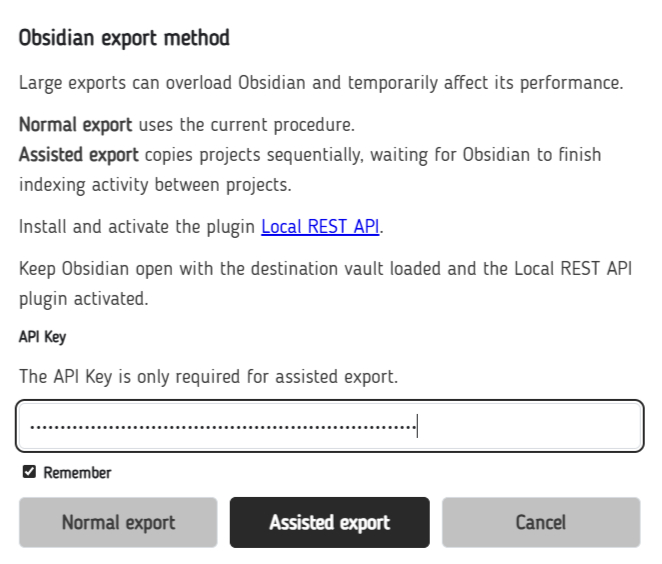 Obsidian export method
Large exports can overload Obsidian and temporarily affect its performance.
Normal export uses the current procedure.
Assisted export copies projects sequentially, waiting for Obsidian to finish
indexing activity between projects.
Install and activate the plugin Local REST API.
Keep Obsidian open with the destination vault loaded and the Local REST API
plugin activated.
API Key
The API Key is only required for assisted export.
Remember
Normal export
Assisted export
Cancel